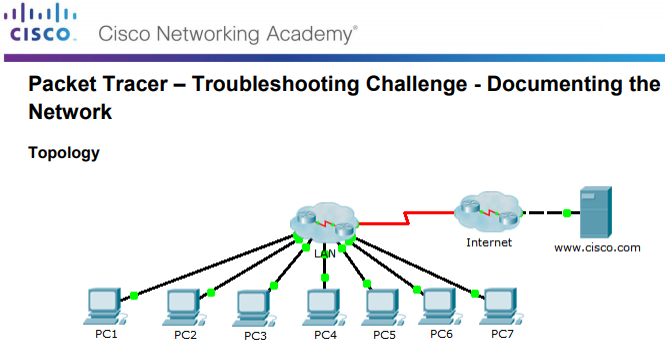 CISCO. Cisco Networking Academy®
Packet Tracer – Troubleshooting Challenge - Documenting the
Network
Topology
Internet
www.cisco.com
LAN
PC1 PC2 PC3 PC4 PC5 PC6 PC7